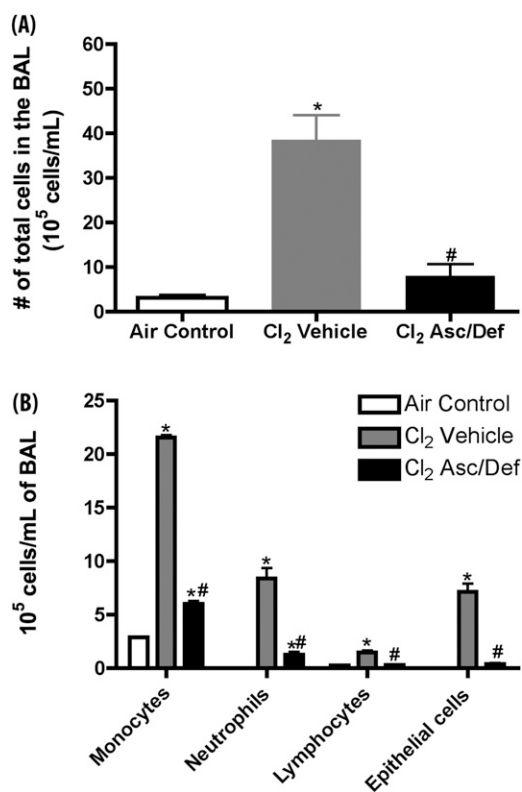 (A)
# of total cells in the BAL
(10⁵ cells/mL)
60
50
40
30
20
10
0
*
#
Air Control
Cl₂ Vehicle
Cl₂ Asc/Def
(B)
10⁵ cells/mL of BAL
25
20
15
10
5
0
Air Control
Cl₂ Vehicle
Cl₂ Asc/Def
*
*#
*
*#
*
#
*
#
Monocytes
Neutrophils
Lymphocytes
Epithelial cells